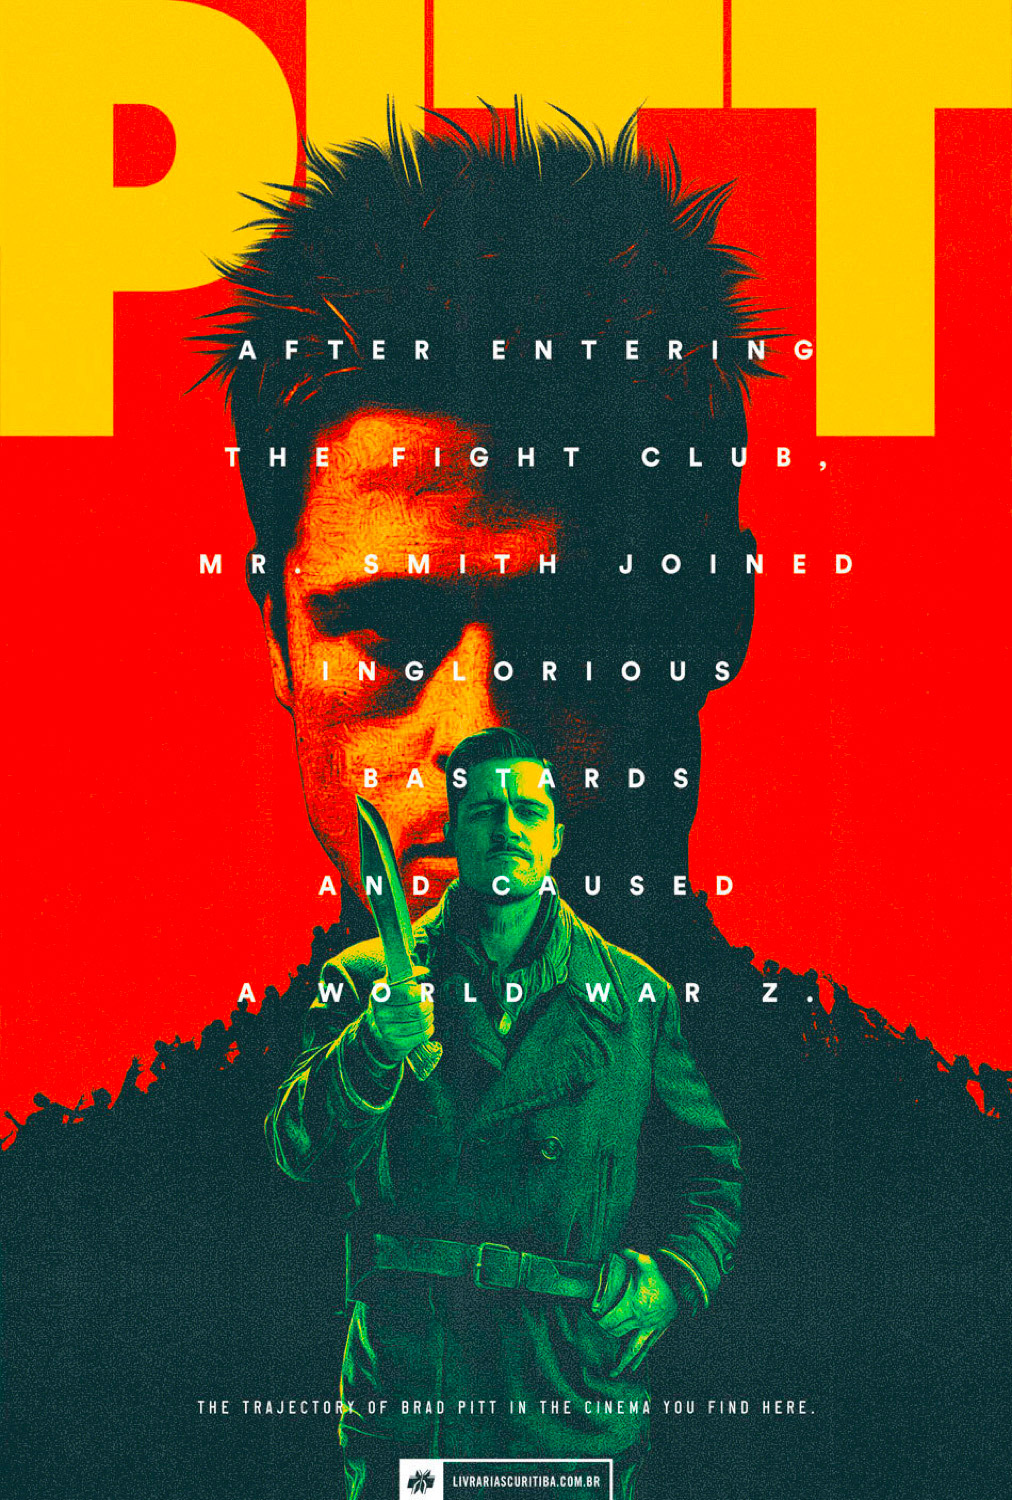 PITT
AFTER ENTERING
THE FIGHT CLUB,
MR. SMITH JOINED
INGLORIOUS
BASTARDS
AND CAUSED
A WORLD WAR Z.
THE TRAJECTORY OF BRAD PITT IN THE CINEMA YOU FIND HERE.
LIVRARIASCURITIBA.COM.BR